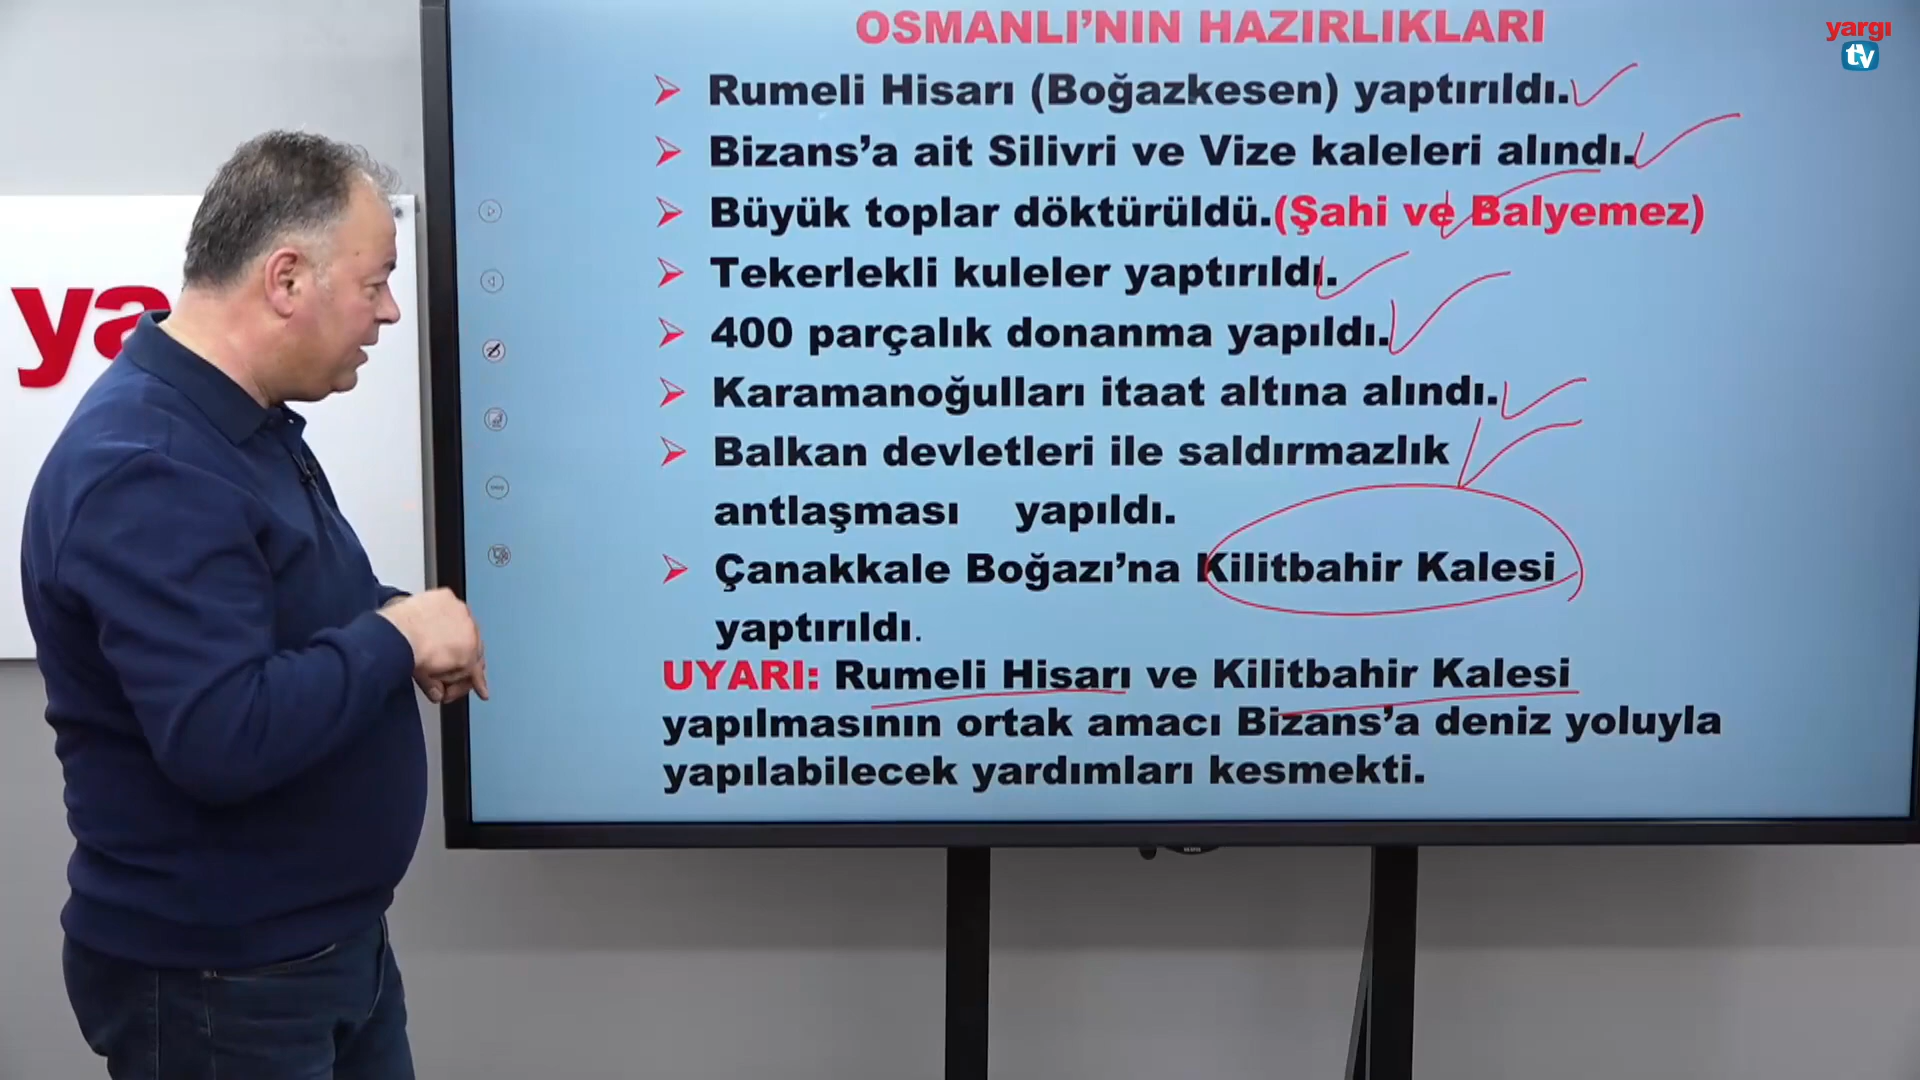 OSMANLI'NIN HAZIRLIKLARI
yargı
tv
➢ Rumeli Hisarı (Boğazkesen) yaptırıldı.
➢ Bizans'a ait Silivri ve Vize kaleleri alındı.
➢ Büyük toplar döktürüldü.(Şahi ve Balyemez)
➢ Tekerlekli kuleler yaptırıldı.
➢ 400 parçalık donanma yapıldı.
➢ Karamanoğulları itaat altına alındı.
➢ Balkan devletleri ile saldırmazlık
antlaşması yapıldı.
➢ Çanakkale Boğazı'na Kilitbahir Kalesi
yaptırıldı.
UYARI: Rumeli Hisarı ve Kilitbahir Kalesi
yapılmasının ortak amacı Bizans'a deniz yoluyla
yapılabilecek yardımları kesmekti.
ya